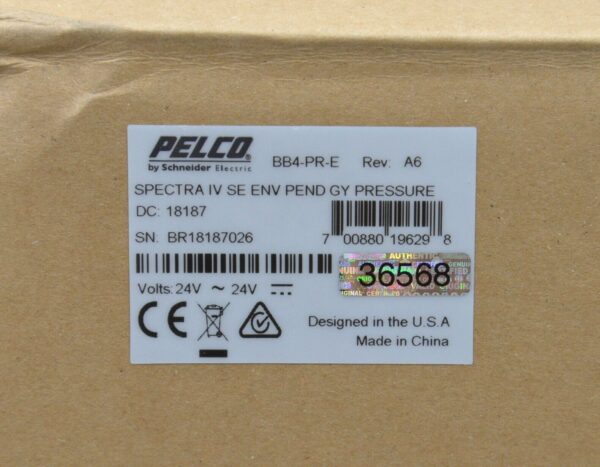 PELCO
by Schneider Electric
BB4-PR-E Rev: A6
SPECTRA IV SE ENV PEND GY PRESSURE
DC: 18187
SN: BR18187026
7 00880 19629 8
36568
Volts: 24V ~ 24V
CE
Designed in the U.S.A
Made in China